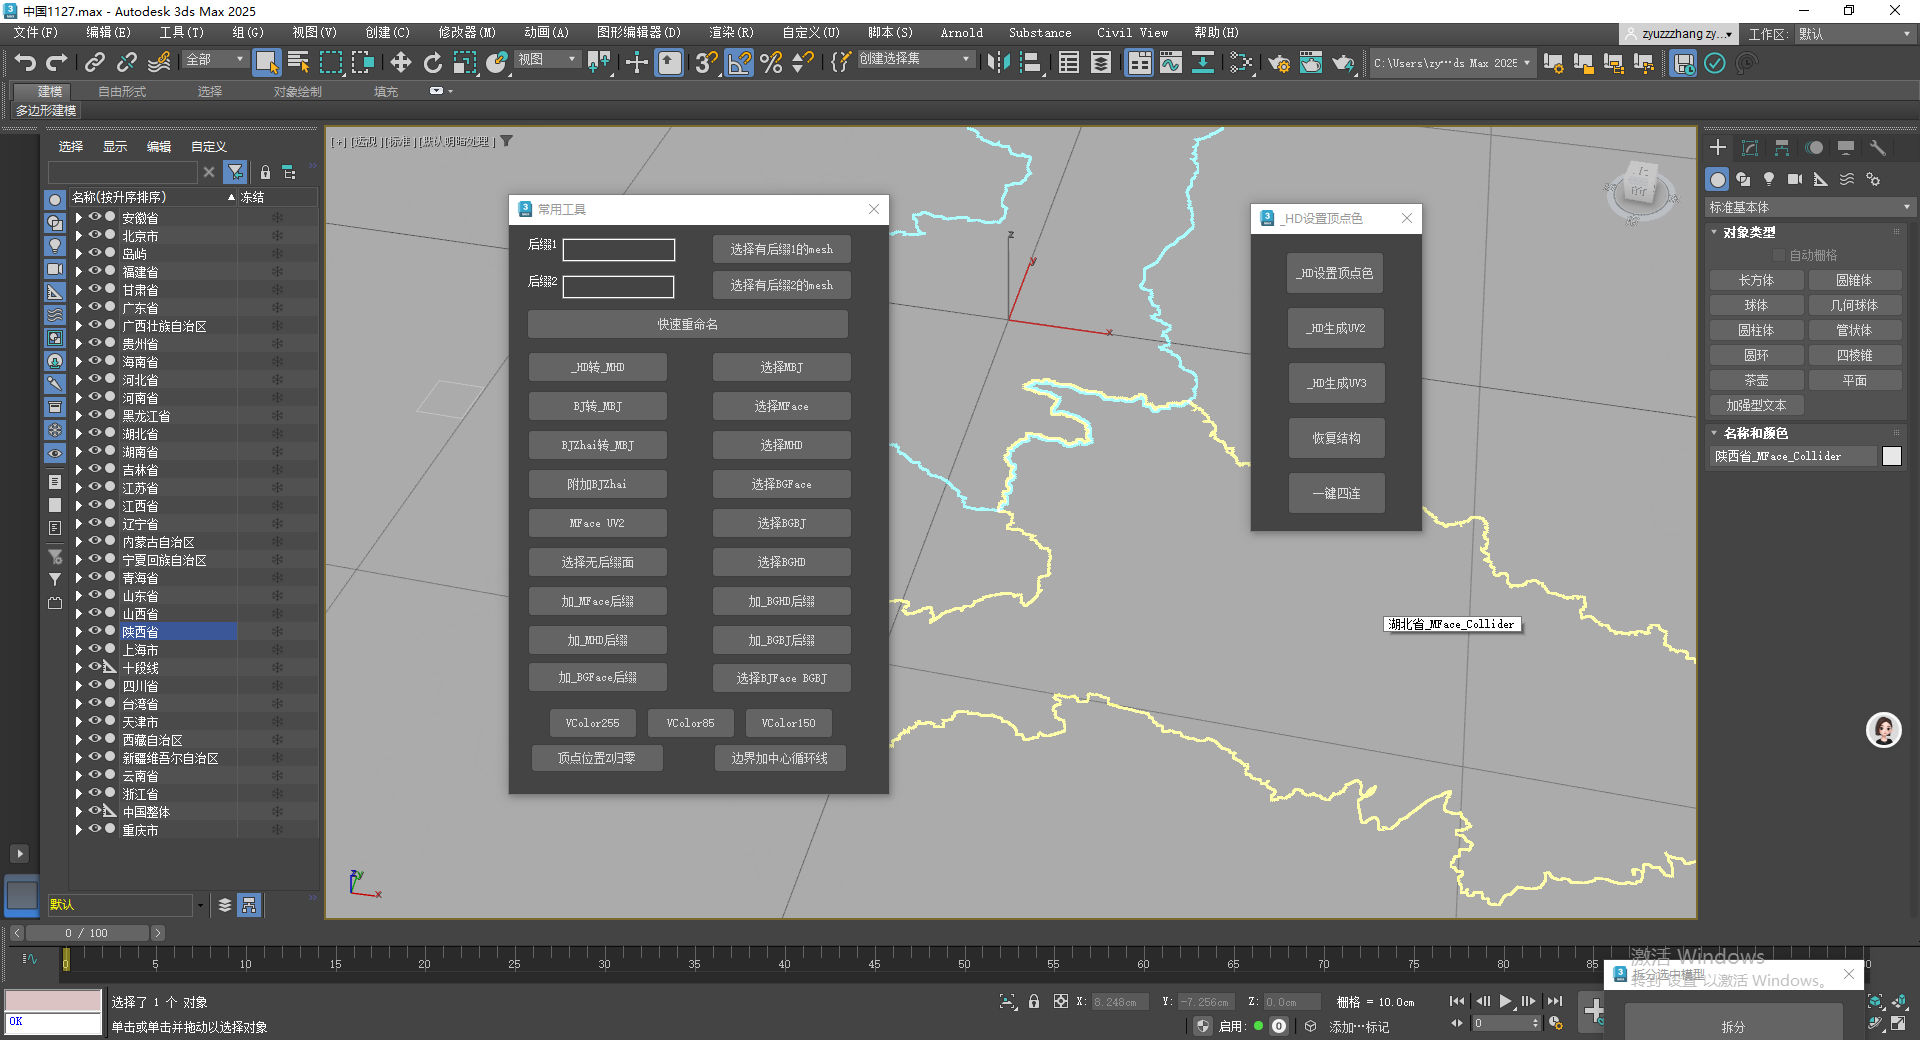 中国1127.max - Autodesk 3ds Max 2025
文件(F) 编辑(E) 工具(T) 组(G) 视图(V) 创建(C) 修改器(M) 动画(A) 图形编辑器(D) 渲染(R) 自定义(U) 脚本(S) Arnold Substance Civil View 帮助(H)
zyuzzzhang zy... 工作区: 默认
全部 视图 创建选择集 C:\Users\zy···ds Max 2025
建模 自由形式 选择 对象绘制 填充
多边形建模
选择 显示 编辑 自定义
名称(按升序排序) 冻结
安徽省
北京市
岛屿
福建省
甘肃省
广东省
广西壮族自治区
贵州省
海南省
河北省
河南省
黑龙江省
湖北省
湖南省
吉林省
江苏省
江西省
辽宁省
内蒙古自治区
宁夏回族自治区
青海省
山东省
山西省
陕西省
上海市
十段线
四川省
台湾省
天津市
西藏自治区
新疆维吾尔自治区
云南省
浙江省
中国整体
重庆市
默认
[+] [透视] [标准] [默认明暗处理]
常用工具
后缀1 选择有后缀1的mesh
后缀2 选择有后缀2的mesh
快速重命名
_HD转_MHD 选择MBJ
BJ转_MBJ 选择MFace
BJZhai转_MBJ 选择MHD
附加BJZhai 选择BGFace
MFace UV2 选择BGBJ
选择无后缀面 选择BGHD
加_MFace后缀 加_BGHD后缀
加_MHD后缀 加_BGBJ后缀
加_BGFace后缀 选择BJFace BGBJ
VColor255 VColor85 VColor150
顶点位置Z归零 边界加中心循环线
z
y
x
_HD设置顶点色
_HD设置顶点色
_HD生成UV2
_HD生成UV3
恢复结构
一键四连
湖北省_MFace_Collider
z y
x
标准基本体
对象类型
自动栅格
长方体 圆锥体
球体 几何球体
圆柱体 管状体
圆环 四棱锥
茶壶 平面
加强型文本
名称和颜色
陕西省_MFace_Collider
0 / 100
0 5 10 15 20 25 30 35 40 45 50 55 60 65 70 75 80 85
激活 Windows
转到"设置"以激活 Windows。
拆分选中模型
拆分
OK
选择了 1 个 对象
单击或单击并拖动以选择对象
X: 8.248cm Y: -7.256cm Z: 0.0cm 栅格 = 10.0cm
启用: 0 添加···标记
0